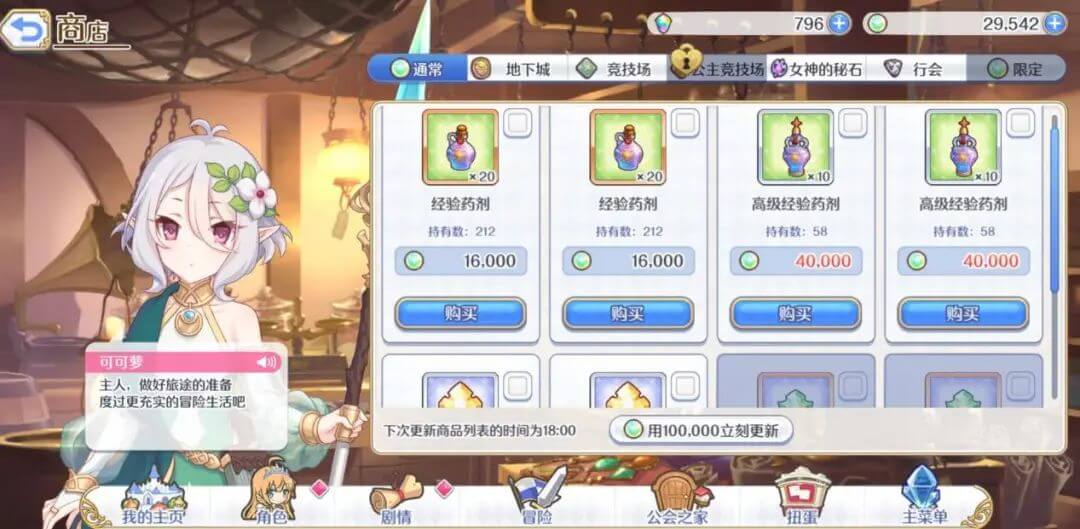 商店
796
29,542
通常
地下城
竞技场
公主竞技场
女神的秘石
行会
限定
×20
×20
×10
×10
经验药剂
经验药剂
高级经验药剂
高级经验药剂
持有数：212
持有数：212
持有数：58
持有数：58
16,000
16,000
40,000
40,000
购买
购买
购买
购买
可可萝
主人，做好旅途的准备
度过更充实的冒险生活吧
下次更新商品列表的时间为18:00
用100,000立刻更新
我的主页
角色
剧情
冒险
公会之家
扭蛋
主菜单